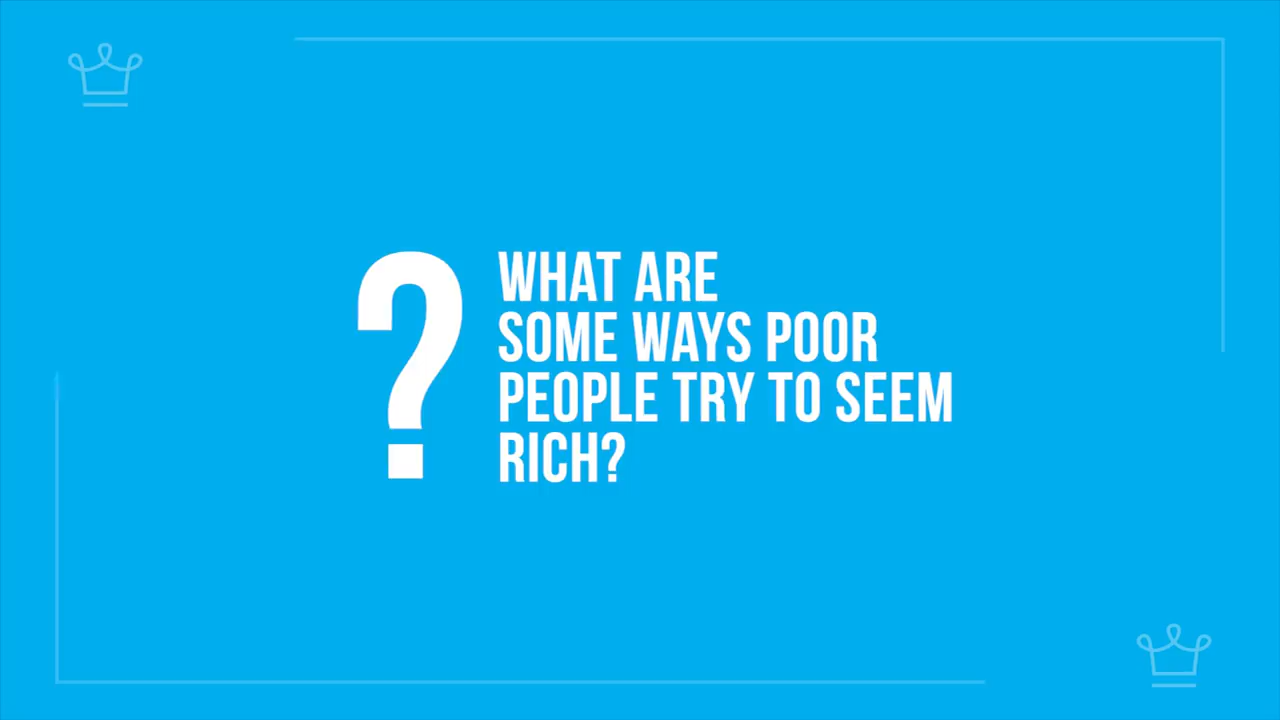 ?
WHAT ARE
SOME WAYS POOR
PEOPLE TRY TO SEEM
RICH?